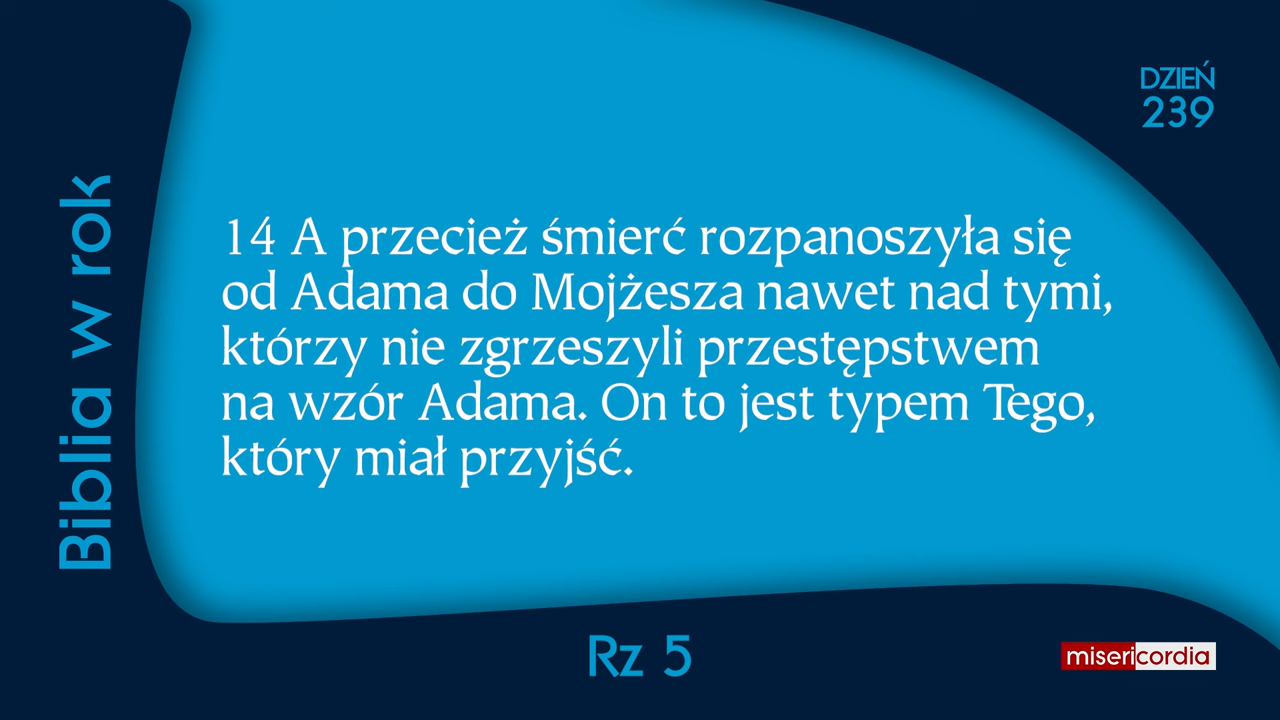 DZIEŃ
239
Biblia w rok
14 A przecież śmierć rozpanoszyła się
od Adama do Mojżesza nawet nad tymi,
którzy nie zgrzeszyli przestępstwem
na wzór Adama. On to jest typem Tego,
który miał przyjść.
Rz 5
misericordia